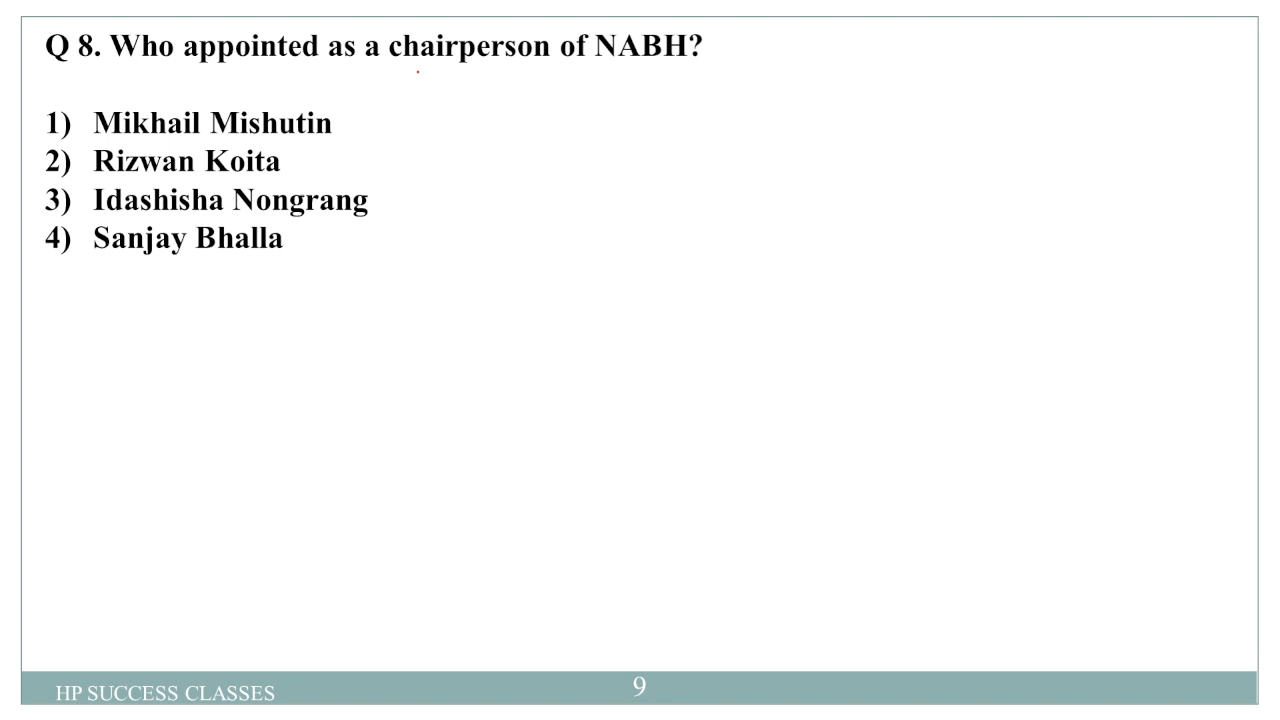 Q 8. Who appointed as a chairperson of NABH?
1) Mikhail Mishutin
2) Rizwan Koita
3) Idashisha Nongrang
4) Sanjay Bhalla
HP SUCCESS CLASSES
9